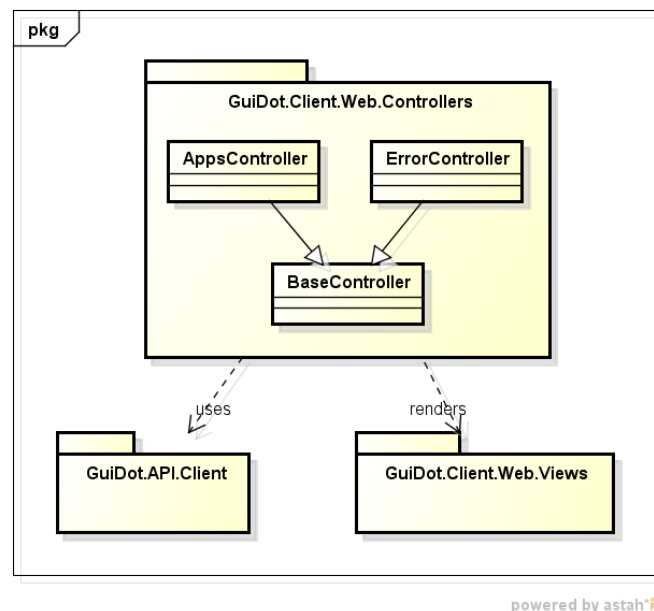 pkg
GuiDot.Client.Web.Controllers
AppsController
ErrorController
BaseController
uses
renders
GuiDot.API.Client
GuiDot.Client.Web.Views
powered by astah*